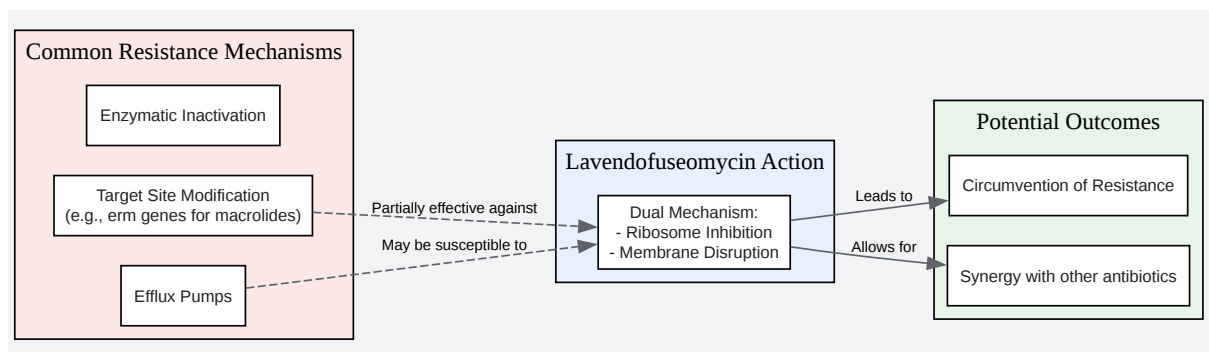 Common Resistance Mechanisms
Enzymatic Inactivation
Target Site Modification
(e.g., erm genes for macrolides)
Efflux Pumps
Partially effective against
May be susceptible to
Lavendofuseomycin Action
Dual Mechanism:
- Ribosome Inhibition
- Membrane Disruption
Leads to
Allows for
Potential Outcomes
Circumvention of Resistance
Synergy with other antibiotics